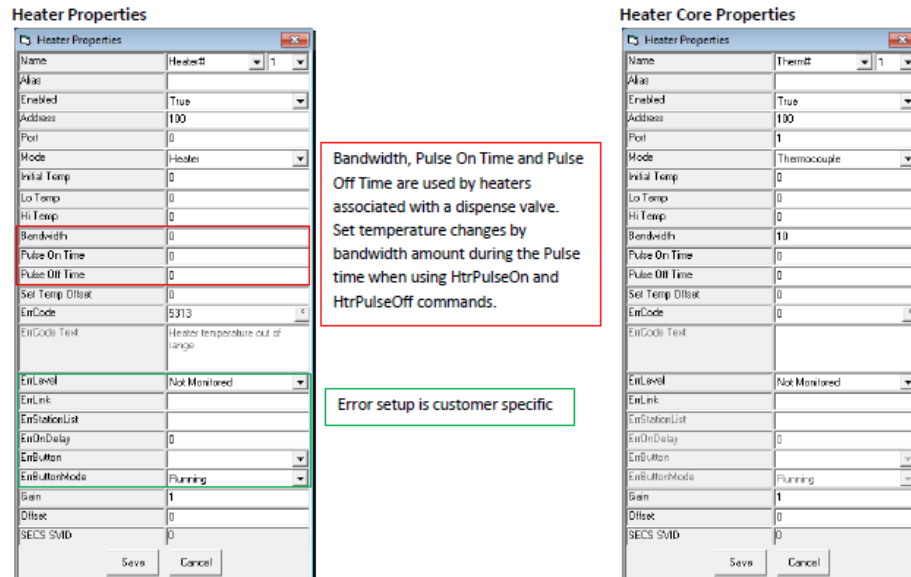 Heater Properties
Heater Properties
Name Heater# 1
Alias
Enabled True
Address 100
Port 0
Mode Heater
Initial Temp 0
Lo Temp 0
Hi Temp 0
Bandwidth 0
Pulse On Time 0
Pulse Off Time 0
Set Temp Offset 0
ErrCode 5313
ErrCode Text Heater temperature out of
range
ErrLevel Not Monitored
ErrLink
ErrStationList
ErrOnDelay 0
ErrButton
ErrButtonMode Running
Gain 1
Offset 0
SECS SVID 0
Save Cancel
Bandwidth, Pulse On Time and Pulse
Off Time are used by heaters
associated with a dispense valve.
Set temperature changes by
bandwidth amount during the Pulse
time when using HtrPulseOn and
HtrPulseOff commands.
Error setup is customer specific
Heater Core Properties
Heater Properties
Name Therm# 1
Alias
Enabled True
Address 100
Port 1
Mode Thermocouple
Initial Temp 0
Lo Temp 0
Hi Temp 0
Bandwidth 10
Pulse On Time 0
Pulse Off Time 0
Set Temp Offset 0
ErrCode 0
ErrCode Text
ErrLevel Not Monitored
ErrLink
ErrStationList
ErrOnDelay 0
ErrButton
ErrButtonMode Running
Gain 1
Offset 0
SECS SVID 0
Save Cancel